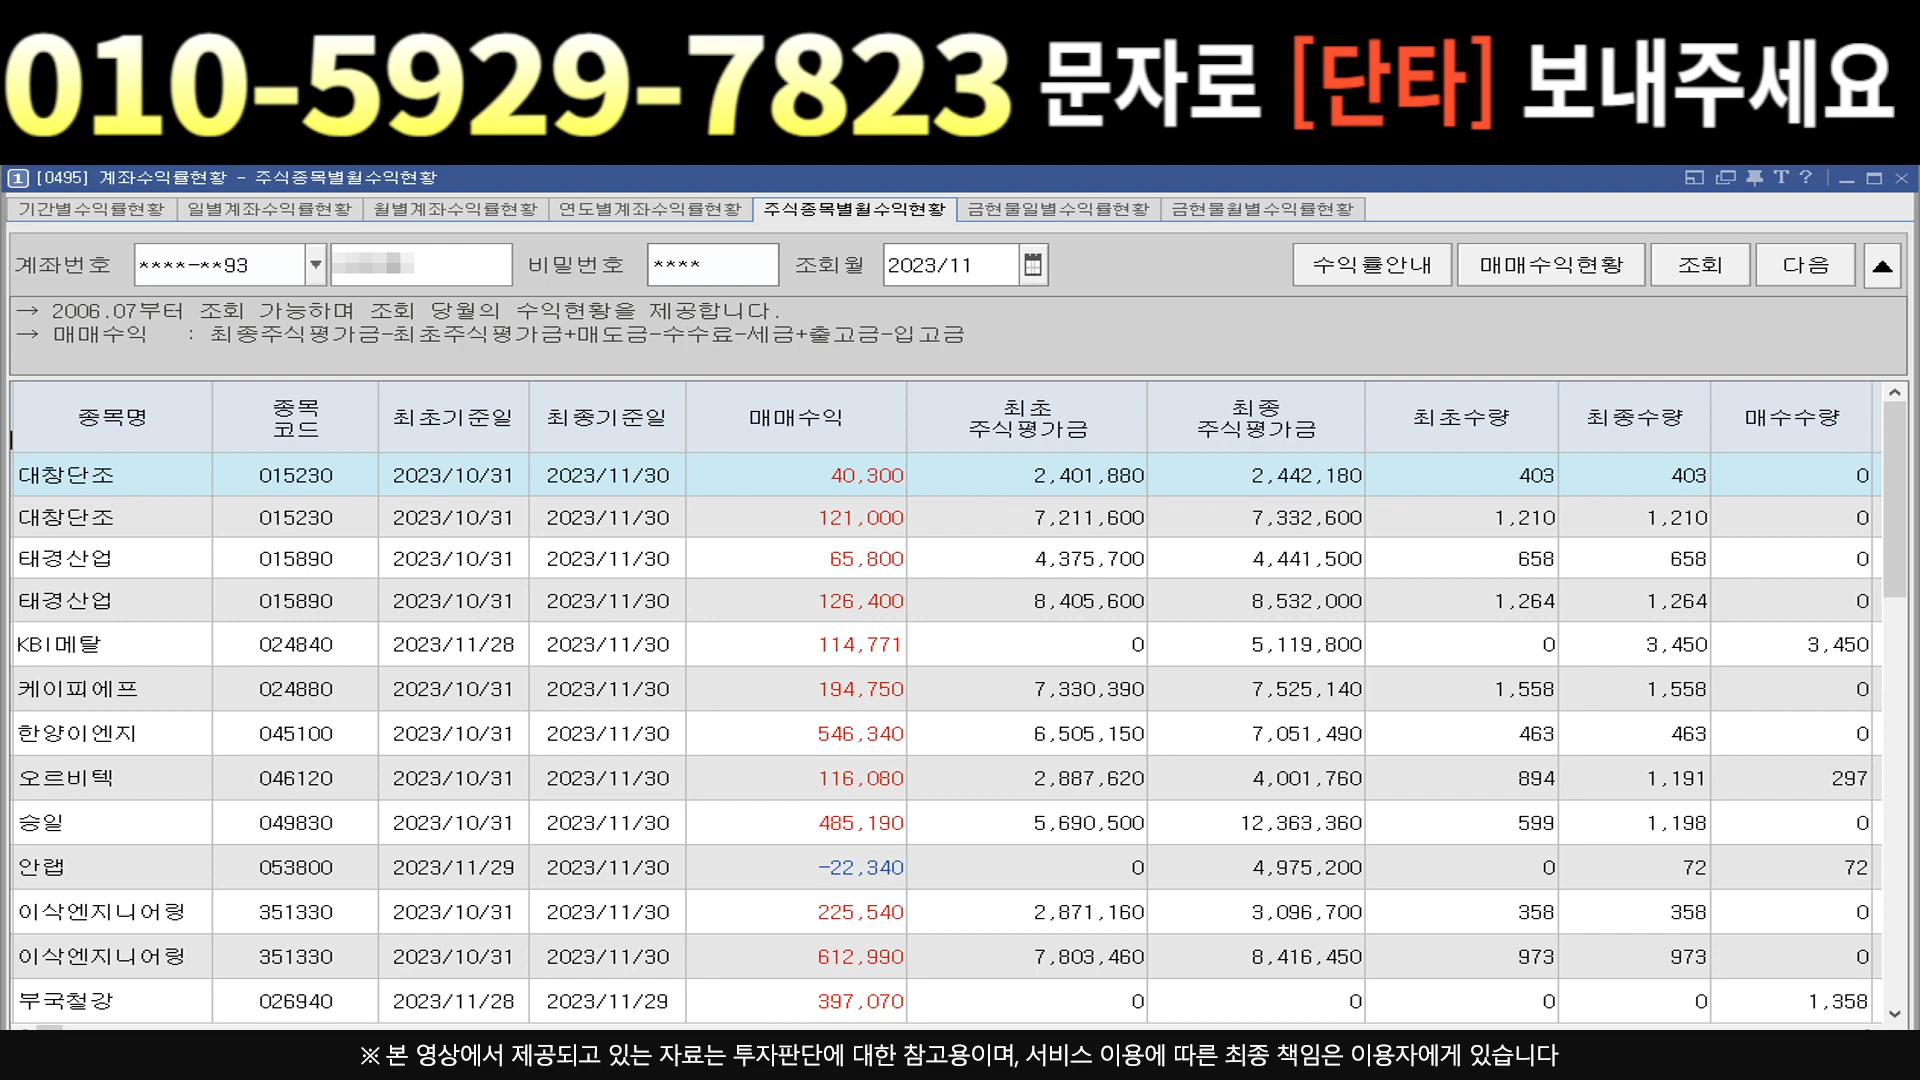 010-5929-7823 문자로 [단타] 보내주세요
1 [0495] 계좌수익률현황 - 주식종목별월수익현황
기간별수익률현황 일별계좌수익률현황 월별계좌수익률현황 연도별계좌수익률현황 주식종목별월수익현황 금현물일별수익률현황 금현물월별수익률현황
계좌번호 ****-**93 비밀번호 **** 조회월 2023/11 수익률안내 매매수익현황 조회 다음 ▲
→ 2006.07부터 조회 가능하며 조회 당월의 수익현황을 제공합니다.
→ 매매수익 : 최종주식평가금-최초주식평가금+매도금-수수료-세금+출고금-입고금
종목명 종목코드 최초기준일 최종기준일 매매수익 최초주식평가금 최종주식평가금 최초수량 최종수량 매수수량
대창단조 015230 2023/10/31 2023/11/30 40,300 2,401,880 2,442,180 403 403 0
대창단조 015230 2023/10/31 2023/11/30 121,000 7,211,600 7,332,600 1,210 1,210 0
태경산업 015890 2023/10/31 2023/11/30 65,800 4,375,700 4,441,500 658 658 0
태경산업 015890 2023/10/31 2023/11/30 126,400 8,405,600 8,532,000 1,264 1,264 0
KBI메탈 024840 2023/11/28 2023/11/30 114,771 0 5,119,800 0 3,450 3,450
케이피에프 024880 2023/10/31 2023/11/30 194,750 7,330,390 7,525,140 1,558 1,558 0
한양이엔지 045100 2023/10/31 2023/11/30 546,340 6,505,150 7,051,490 463 463 0
오르비텍 046120 2023/10/31 2023/11/30 116,080 2,887,620 4,001,760 894 1,191 297
승일 049830 2023/10/31 2023/11/30 485,190 5,690,500 12,363,360 599 1,198 0
안랩 053800 2023/11/29 2023/11/30 -22,340 0 4,975,200 0 72 72
이삭엔지니어링 351330 2023/10/31 2023/11/30 225,540 2,871,160 3,096,700 358 358 0
이삭엔지니어링 351330 2023/10/31 2023/11/30 612,990 7,803,460 8,416,450 973 973 0
부국철강 026940 2023/11/28 2023/11/29 397,070 0 0 0 0 1,358
※ 본 영상에서 제공되고 있는 자료는 투자판단에 대한 참고용이며, 서비스 이용에 따른 최종 책임은 이용자에게 있습니다